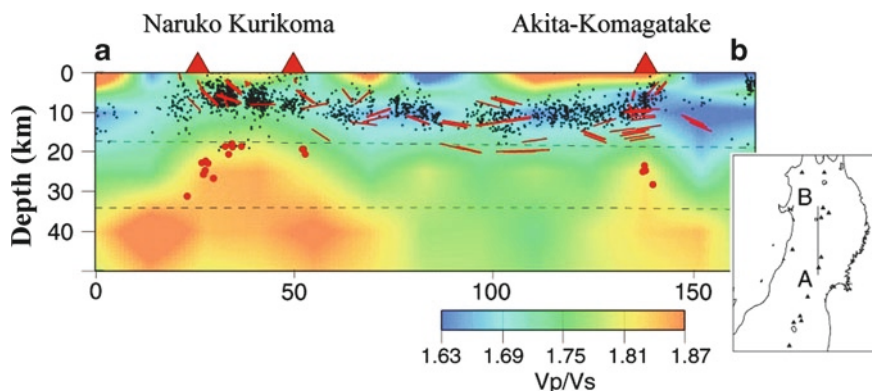 Naruko Kurikoma
Akita-Komagatake
a
b
Depth (km)
0
10
20
30
40
0
50
100
150
1.63 1.69 1.75 1.81 1.87
Vp/Vs
B
A